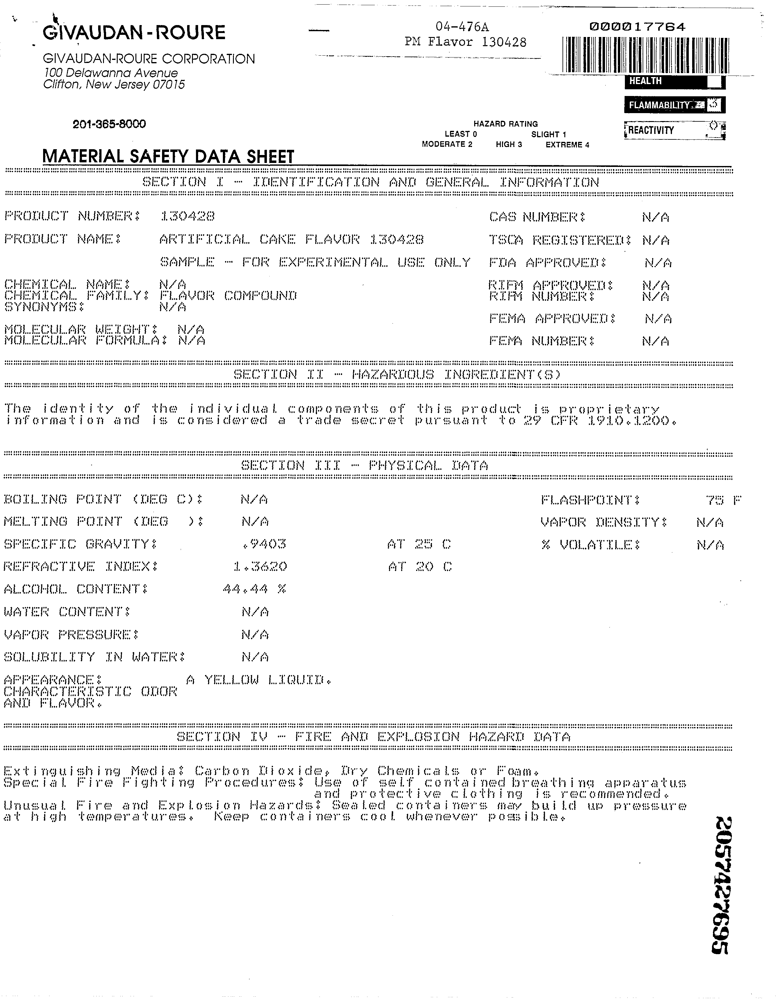 GIVAUDAN-ROURE
04-476A
PM Flavor 130428
000017764
GIVAUDAN-ROURE CORPORATION
100 Delawanna Avenue
Clifton, New Jersey 07015
HEALTH
FLAMMABILITY 3
REACTIVITY 0
201-365-8000
HAZARD RATING
LEAST 0 SLIGHT 1
MODERATE 2 HIGH 3 EXTREME 4
MATERIAL SAFETY DATA SHEET
SECTION I - IDENTIFICATION AND GENERAL INFORMATION
PRODUCT NUMBER: 130428 CAS NUMBER: N/A
PRODUCT NAME: ARTIFICIAL CAKE FLAVOR 130428 TSCA REGISTERED: N/A
SAMPLE - FOR EXPERIMENTAL USE ONLY FDA APPROVED: N/A
CHEMICAL NAME: N/A RIFM APPROVED: N/A
CHEMICAL FAMILY: FLAVOR COMPOUND RIFM NUMBER: N/A
SYNONYMS: N/A
FEMA APPROVED: N/A
MOLECULAR WEIGHT: N/A
MOLECULAR FORMULA: N/A FEMA NUMBER: N/A
SECTION II - HAZARDOUS INGREDIENT(S)
The identity of the individual components of this product is proprietary
information and is considered a trade secret pursuant to 29 CFR 1910.1200.
SECTION III - PHYSICAL DATA
BOILING POINT (DEG C): N/A FLASHPOINT: 75 F
MELTING POINT (DEG ): N/A VAPOR DENSITY: N/A
SPECIFIC GRAVITY: .9403 AT 25 C % VOLATILE: N/A
REFRACTIVE INDEX: 1.3620 AT 20 C
ALCOHOL CONTENT: 44.44 %
WATER CONTENT: N/A
VAPOR PRESSURE: N/A
SOLUBILITY IN WATER: N/A
APPEARANCE: A YELLOW LIQUID.
CHARACTERISTIC ODOR
AND FLAVOR.
SECTION IV - FIRE AND EXPLOSION HAZARD DATA
Extinguishing Media: Carbon Dioxide, Dry Chemicals or Foam.
Special Fire Fighting Procedures: Use of self contained breathing apparatus
and protective clothing is recommended.
Unusual Fire and Explosion Hazards: Sealed containers may build up pressure
at high temperatures. Keep containers cool whenever possible.
2057427695